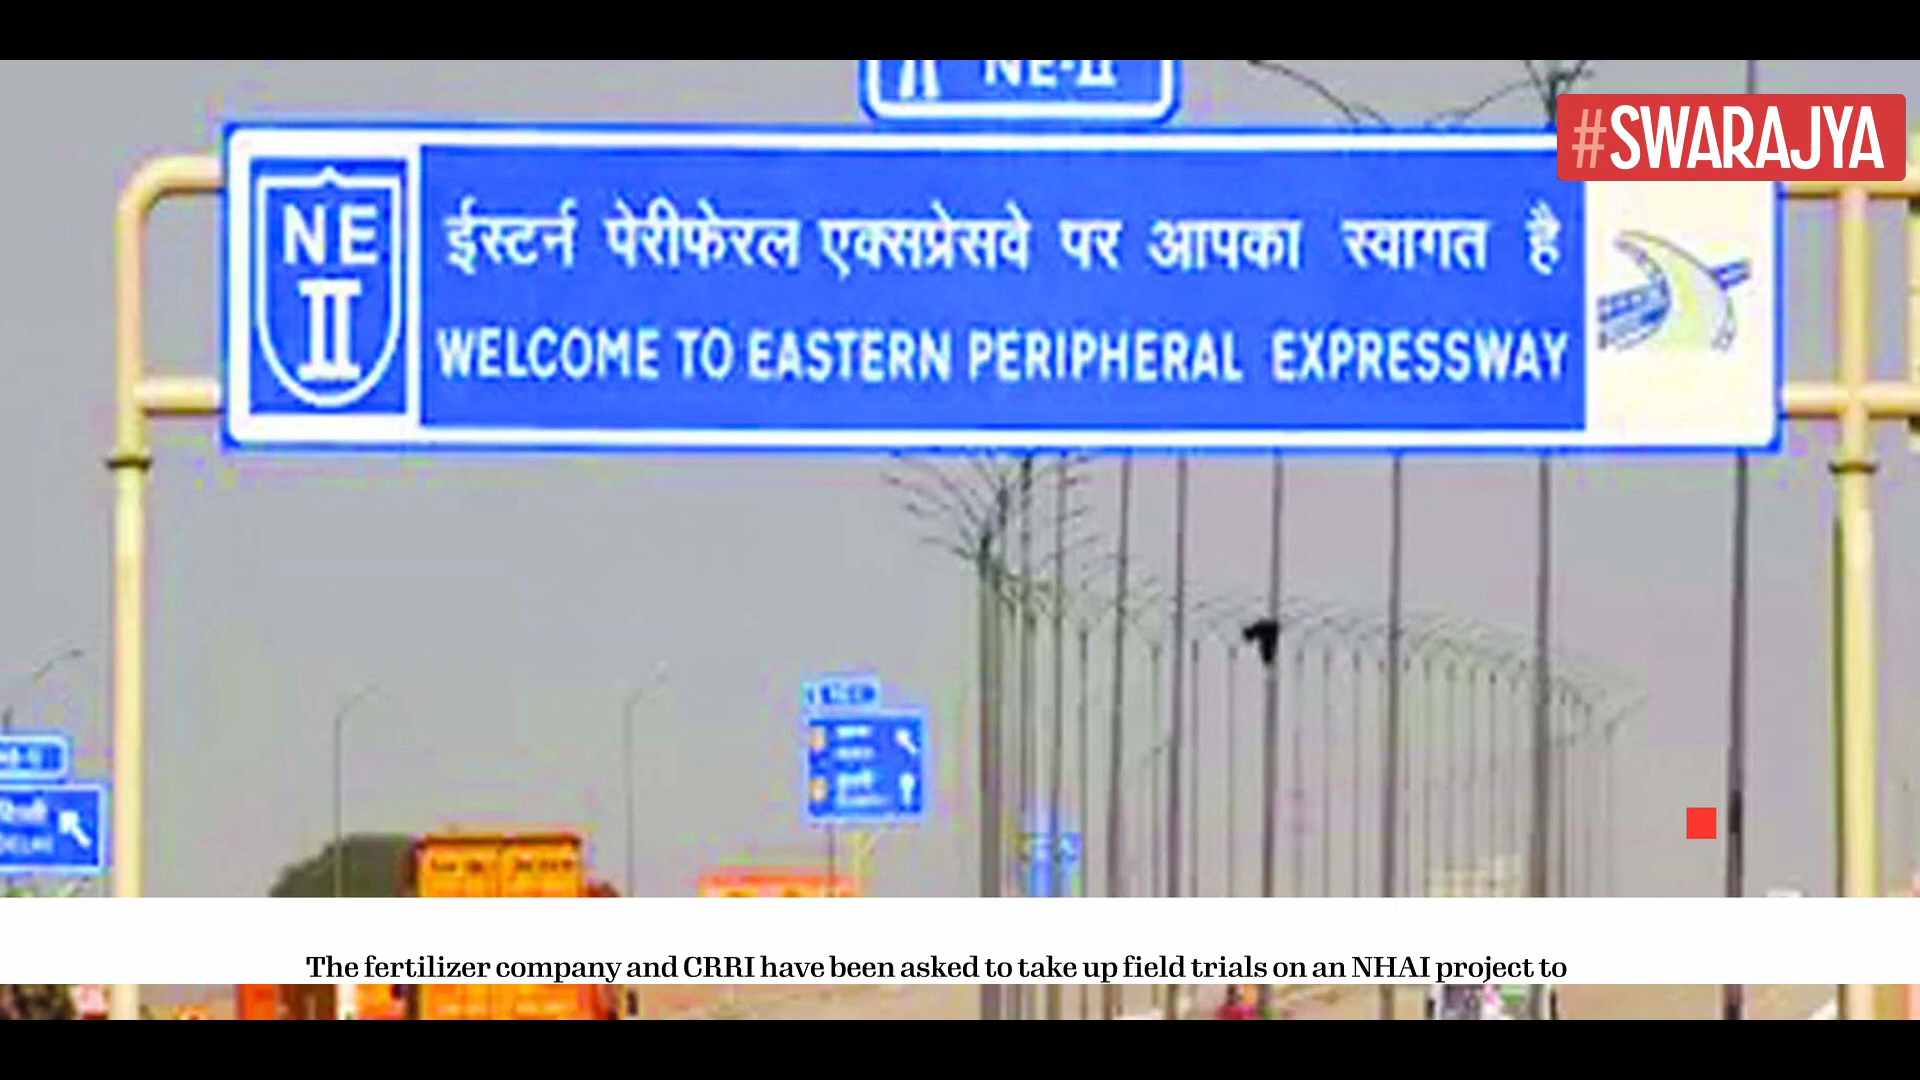 NE-II
#SWARAJYA
NE
II
ईस्टर्न पेरीफेरल एक्सप्रेसवे पर आपका स्वागत है
WELCOME TO EASTERN PERIPHERAL EXPRESSWAY
दिल्ली
DELHI
The fertilizer company and CRRI have been asked to take up field trials on an NHAI project to